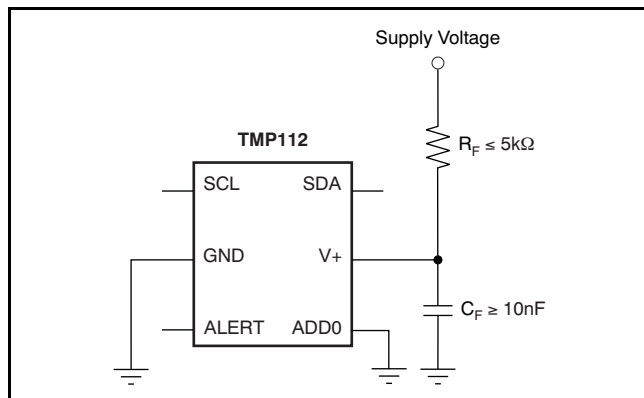 Supply Voltage
TMP112
R_F ≤ 5kΩ
SCL SDA
GND V+
C_F ≥ 10nF
ALERT ADD0